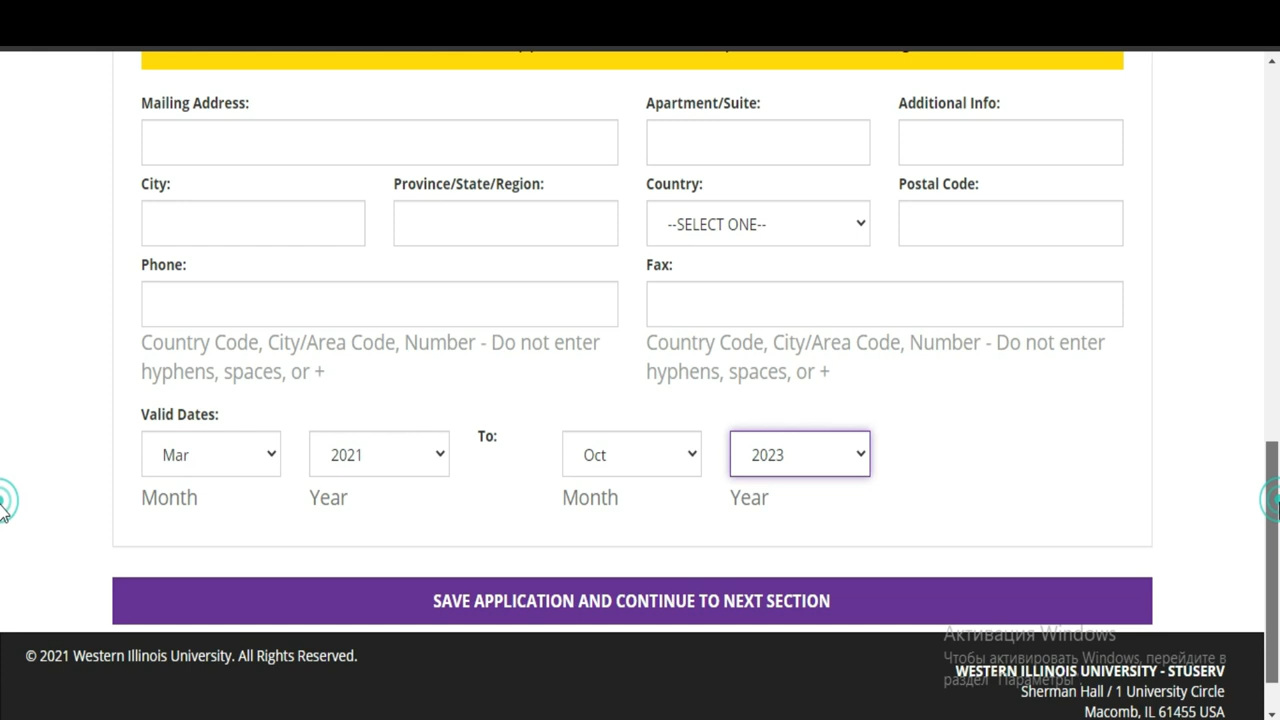 Mailing Address:
Apartment/Suite:
Additional Info:
City:
Province/State/Region:
Country:
Postal Code:
--SELECT ONE--
Phone:
Fax:
Country Code, City/Area Code, Number - Do not enter
hyphens, spaces, or +
Country Code, City/Area Code, Number - Do not enter
hyphens, spaces, or +
Valid Dates:
Mar
2021
To:
Oct
2023
Month
Year
Month
Year
SAVE APPLICATION AND CONTINUE TO NEXT SECTION
© 2021 Western Illinois University. All Rights Reserved.
Активация Windows
Чтобы активировать Windows, перейдите в
раздел "Параметры".
WESTERN ILLINOIS UNIVERSITY - STUSERV
Sherman Hall / 1 University Circle
Macomb, IL 61455 USA